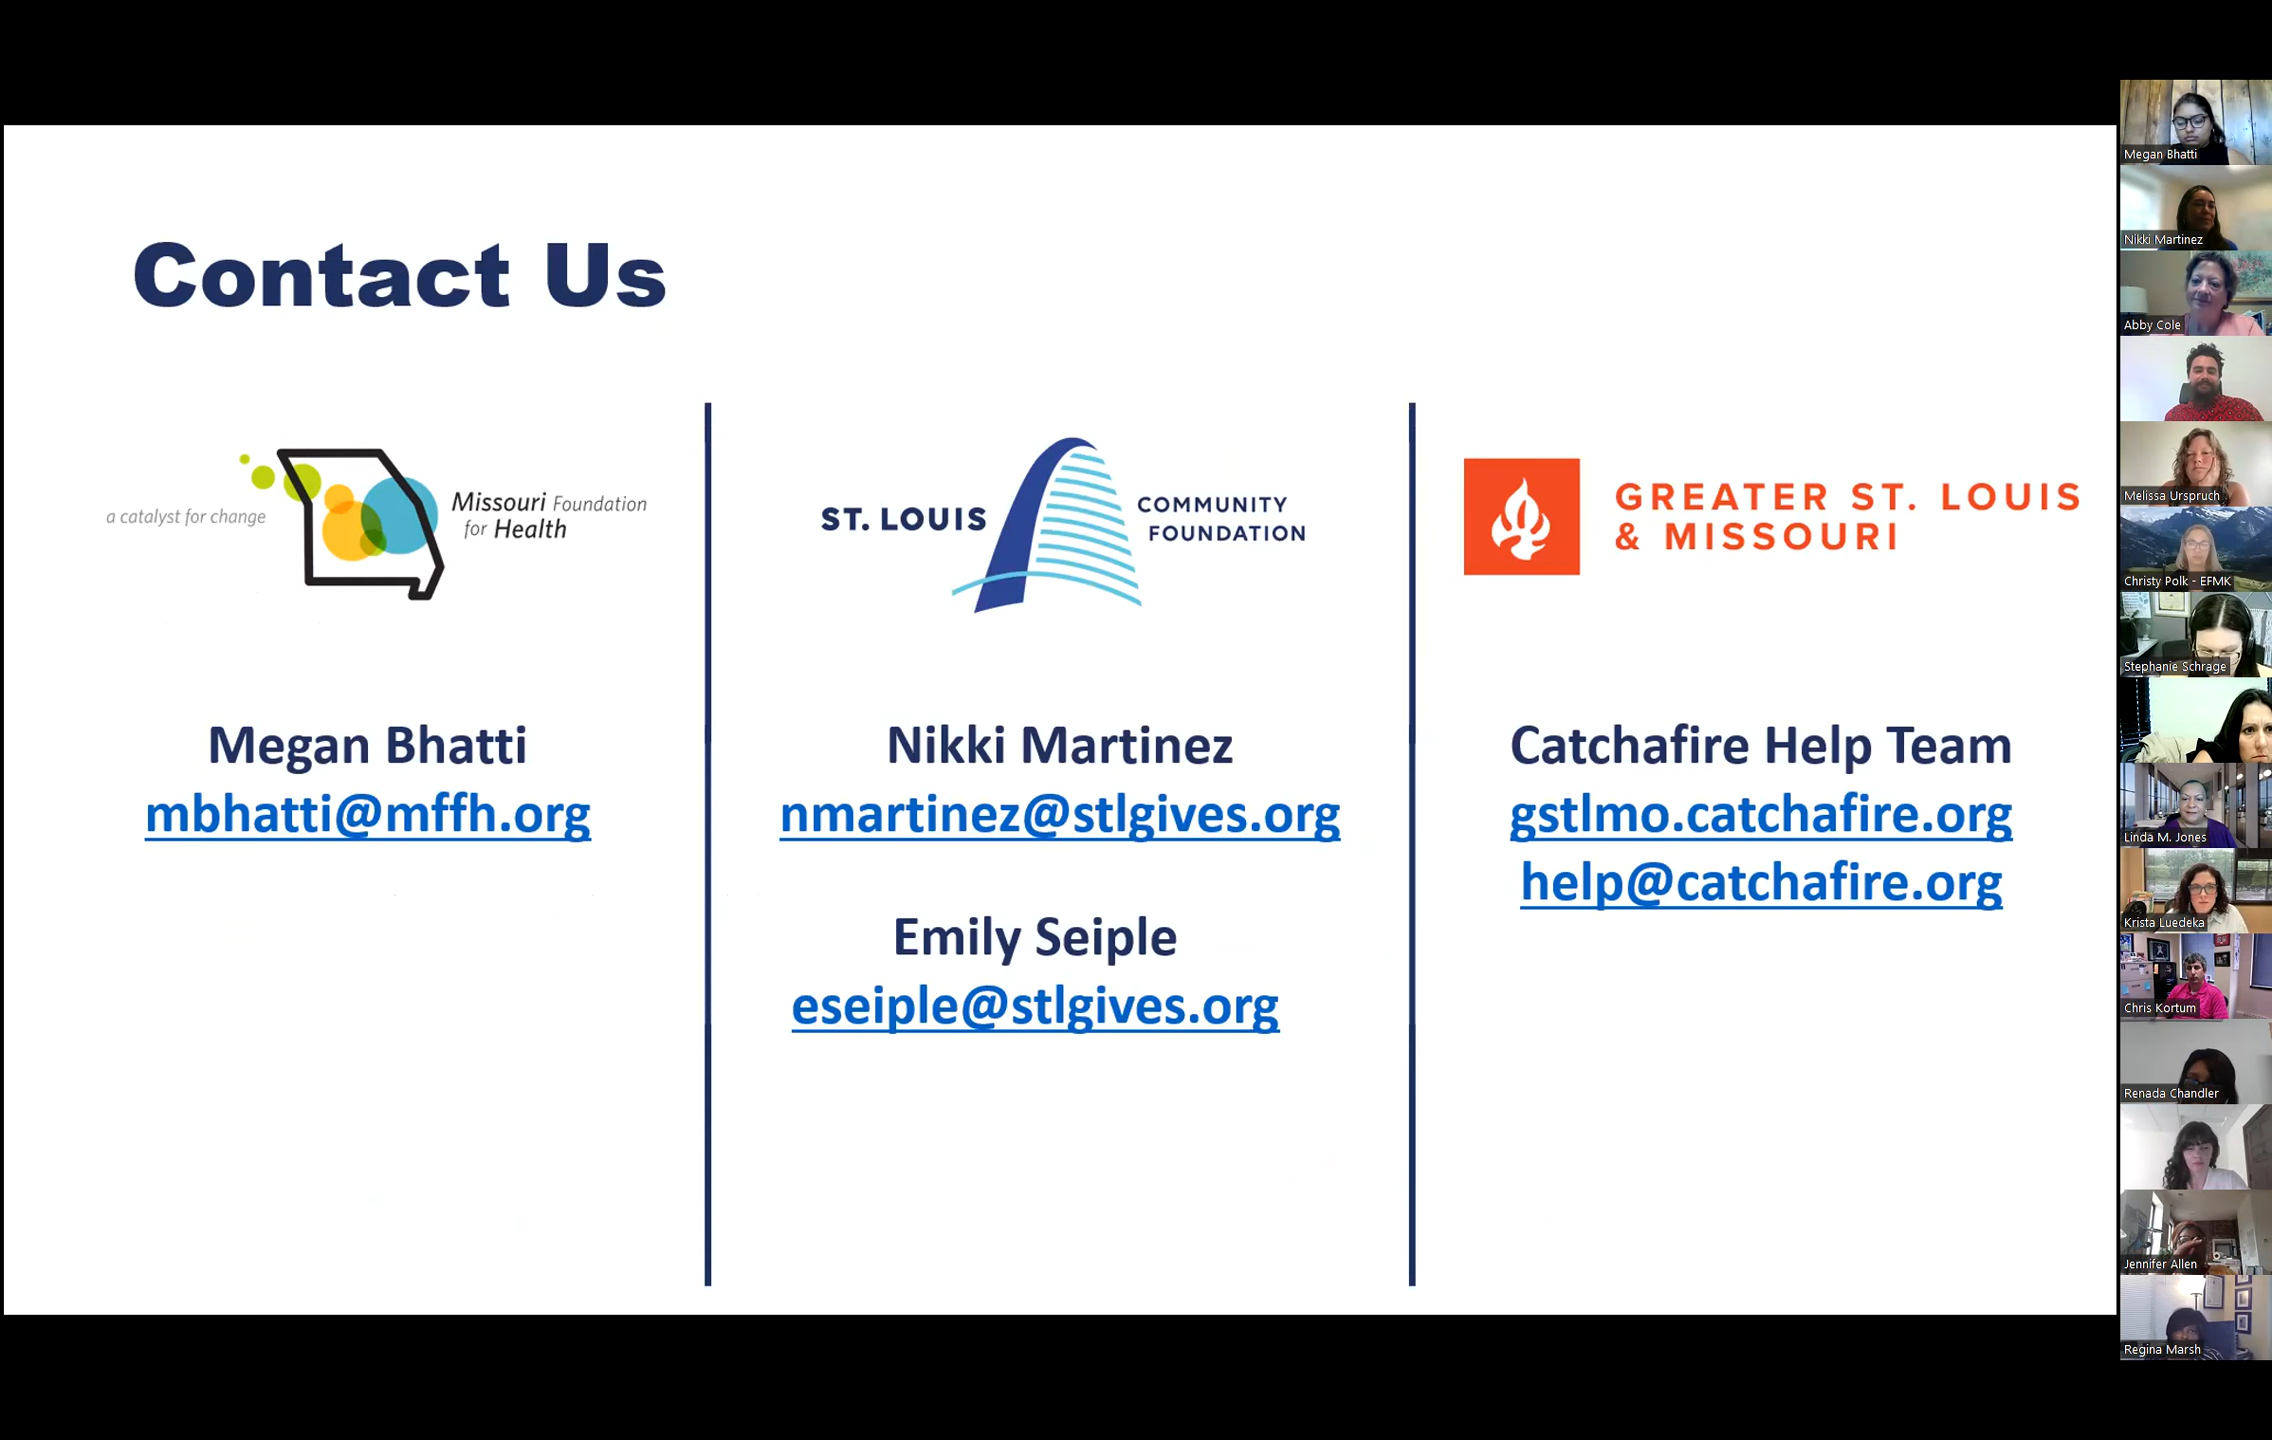 Contact Us
a catalyst for change
Missouri Foundation
for Health
ST. LOUIS
COMMUNITY
FOUNDATION
GREATER ST. LOUIS
& MISSOURI
Megan Bhatti
mbhatti@mffh.org
Nikki Martinez
nmartinez@stlgives.org
Emily Seiple
eseiple@stlgives.org
Catchafire Help Team
gstlmo.catchafire.org
help@catchafire.org
Megan Bhatti
Nikki Martinez
Abby Cole
Melissa Urspruch
Christy Polk - EFMK
Stephanie Schrage
Linda M. Jones
Krista Luedeka
Chris Kortum
Renada Chandler
Jennifer Allen
Regina Marsh